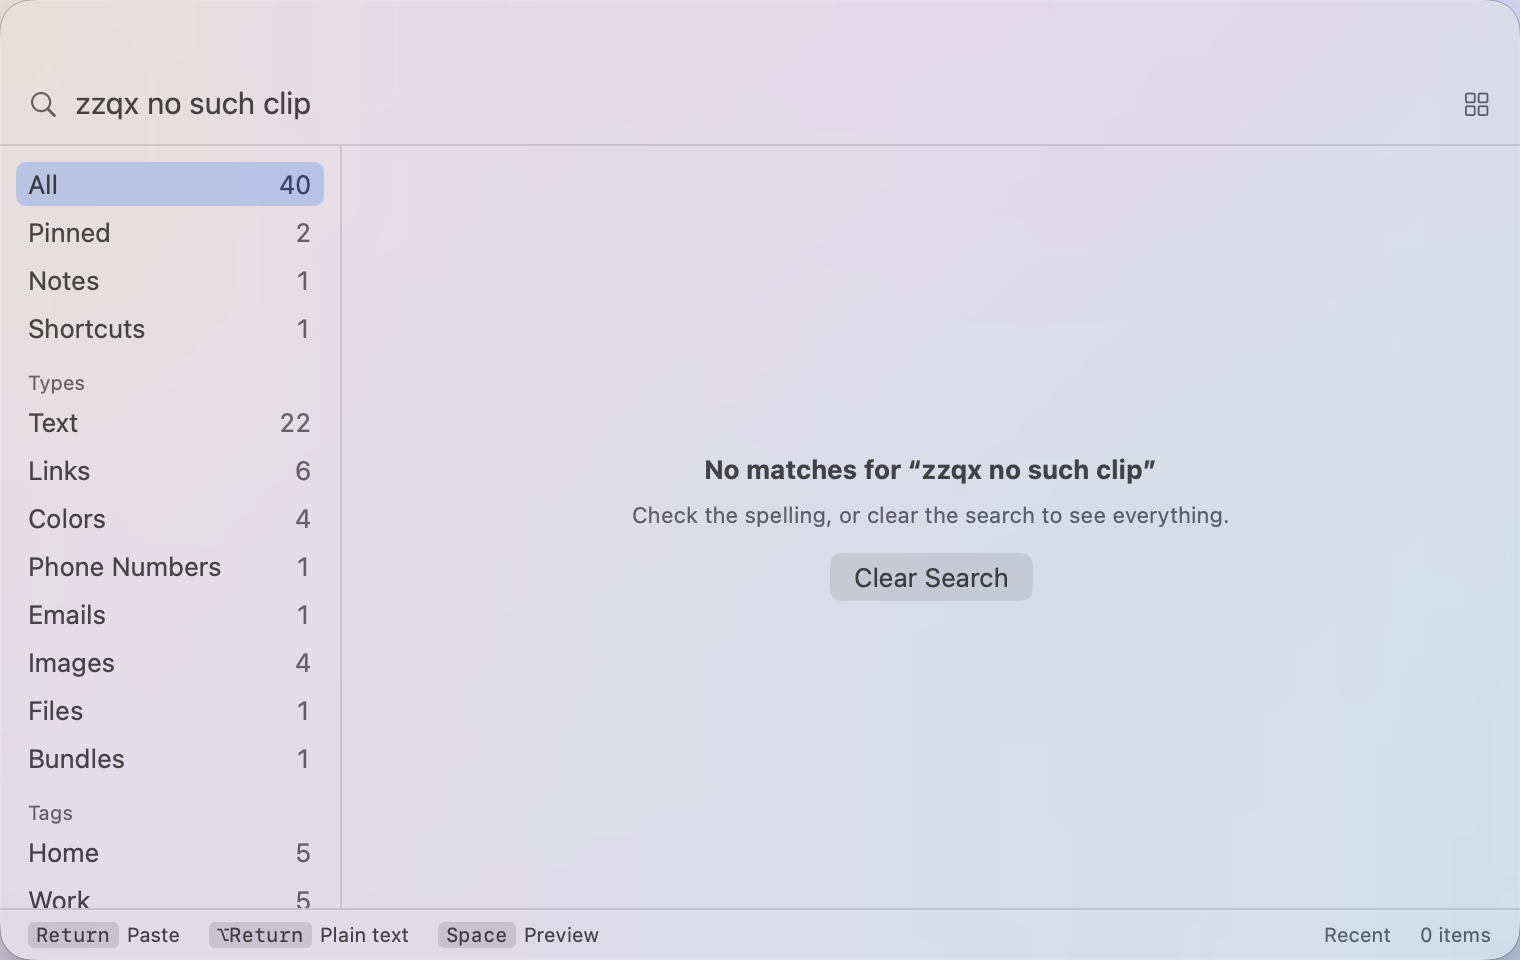 zzqx no such clip
All 40
Pinned 2
Notes 1
Shortcuts 1
Types
Text 22
Links 6
Colors 4
Phone Numbers 1
Emails 1
Images 4
Files 1
Bundles 1
Tags
Home 5
Work 5
No matches for “zzqx no such clip”
Check the spelling, or clear the search to see everything.
Clear Search
Return Paste ⌥Return Plain text Space Preview Recent 0 items